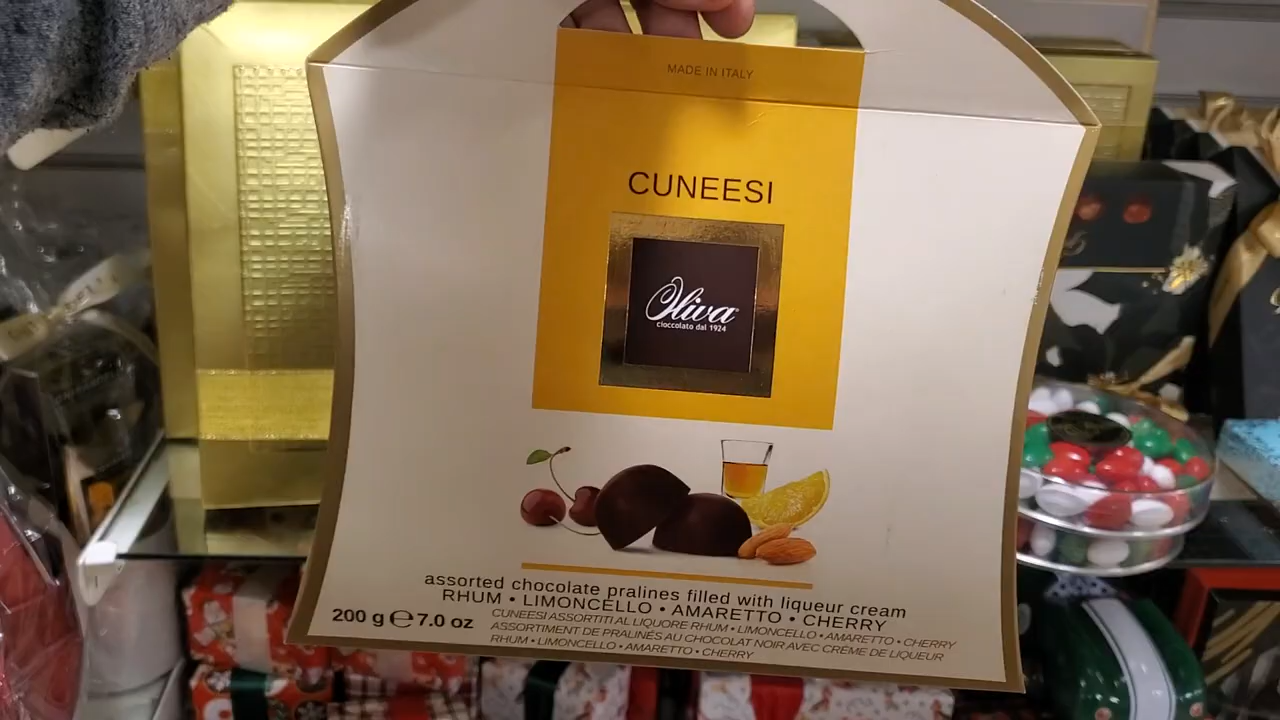 MADE IN ITALY
CUNEESI
Oliva
cioccolato dal 1924
assorted chocolate pralines filled with liqueur cream
RHUM • LIMONCELLO • AMARETTO • CHERRY
200 g ℮ 7.0 oz
CUNEESI ASSORTITI AL LIQUORE RHUM • LIMONCELLO • AMARETTO • CHERRY
ASSORTIMENT DE PRALINÉS AU CHOCOLAT NOIR AVEC CRÈME DE LIQUEUR
RHUM • LIMONCELLO • AMARETTO • CHERRY